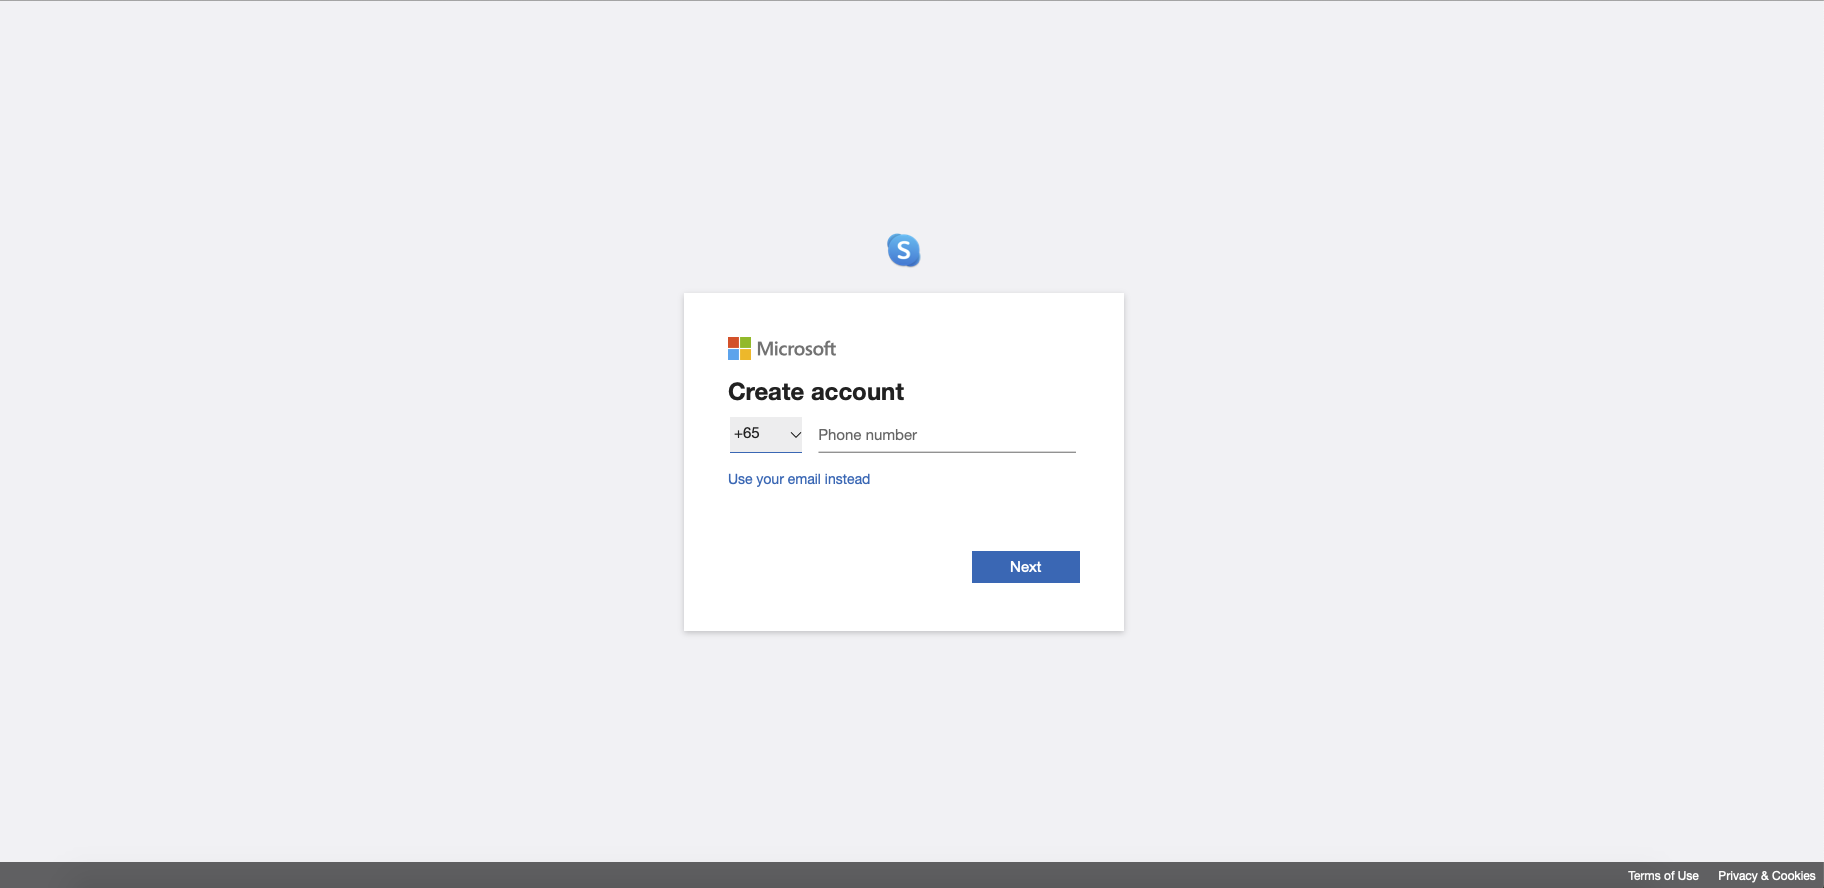 S
Microsoft
Create account
+65 Phone number
Use your email instead
Next
Terms of Use Privacy & Cookies